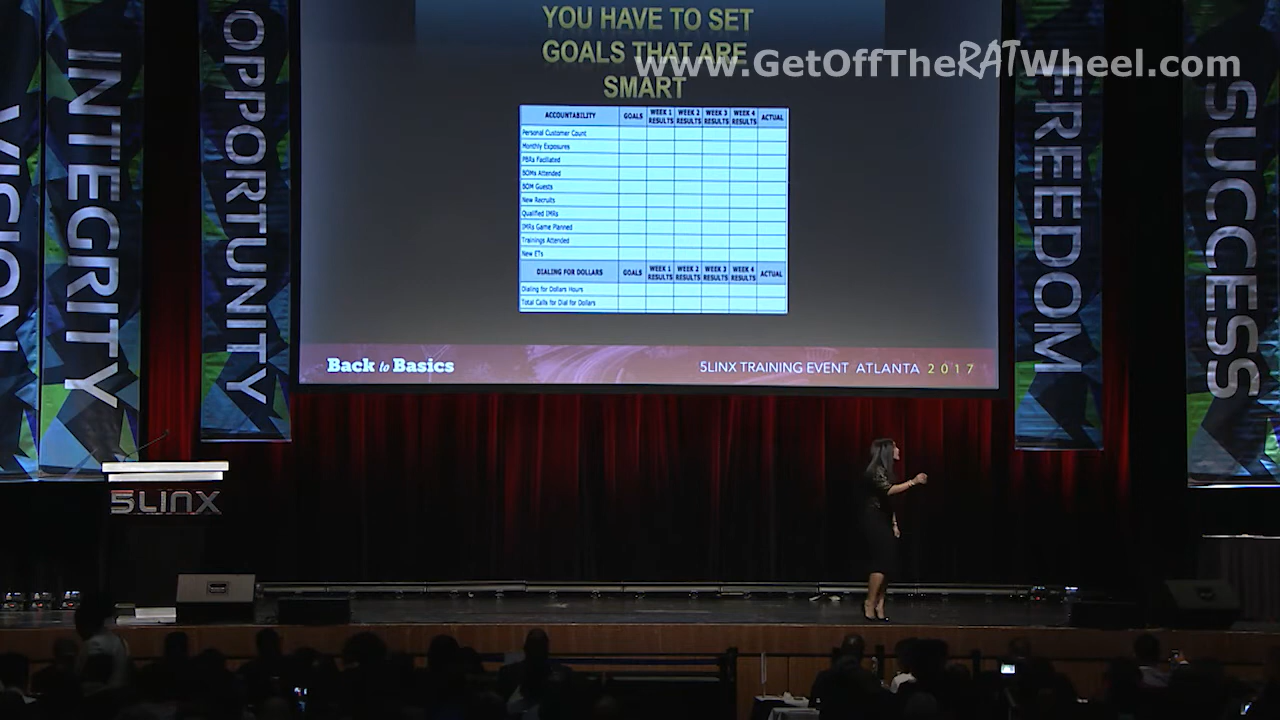 YOU HAVE TO SET
GOALS THAT ARE
SMART
www.GetOffTheRATWheel.com
ACCOUNTABILITY GOALS WEEK 1 RESULTS WEEK 2 RESULTS WEEK 3 RESULTS WEEK 4 RESULTS ACTUAL
Personal Customer Count
Monthly Exposures
PBRs Faciliated
BOMs Attended
BOM Guests
New Recruits
Qualified IMRs
IMRs Game Planned
Trainings Attended
New ETs
DIALING FOR DOLLARS GOALS WEEK 1 RESULTS WEEK 2 RESULTS WEEK 3 RESULTS WEEK 4 RESULTS ACTUAL
Dialing for Dollars Hours
Total Calls for Dial for Dollars
Back to Basics
5LINX TRAINING EVENT ATLANTA 2017
VISION
INTEGRITY
OPPORTUNITY
FREEDOM
SUCCESS
5LINX